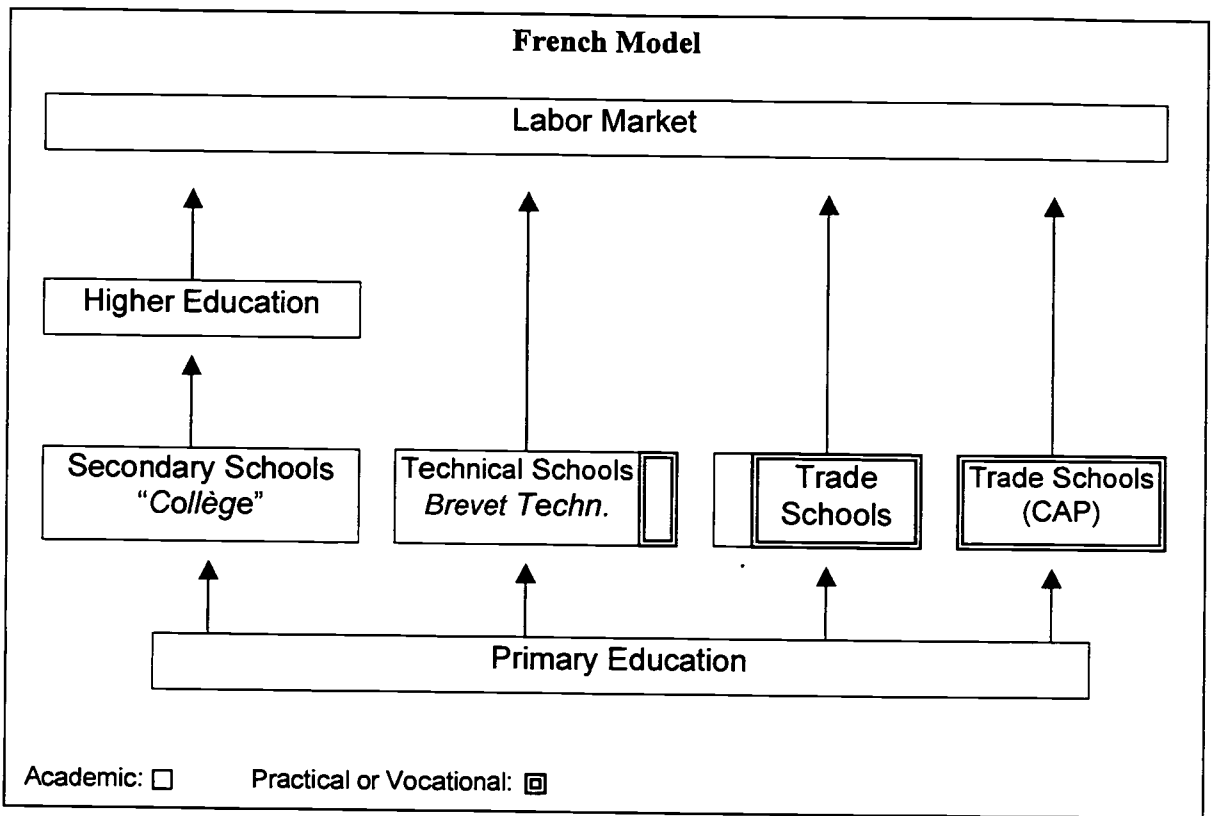 French Model
Labor Market
Higher Education
Secondary Schools
"Collège"
Technical Schools
Brevet Techn.
Trade
Schools
Trade Schools
(CAP)
Primary Education
Academic:
Practical or Vocational: